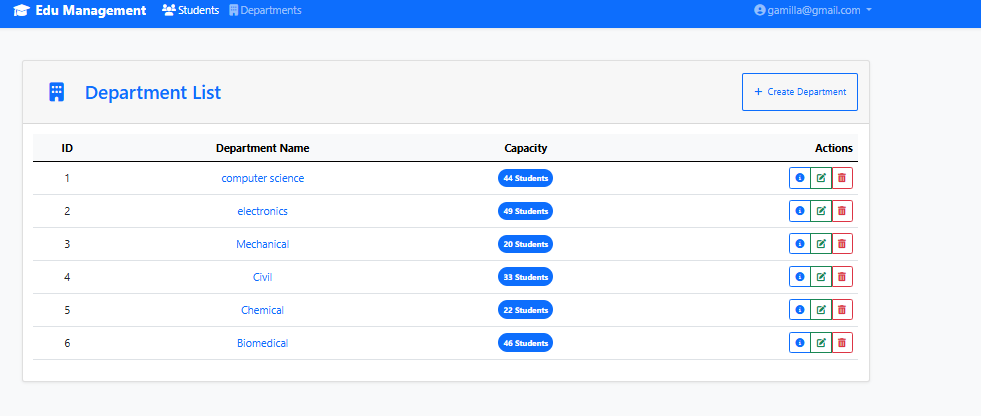 Edu Management Students Departments gamilla@gmail.com
Department List
+ Create Department
ID Department Name Capacity Actions
1 computer science 44 Students
2 electronics 49 Students
3 Mechanical 20 Students
4 Civil 33 Students
5 Chemical 22 Students
6 Biomedical 46 Students